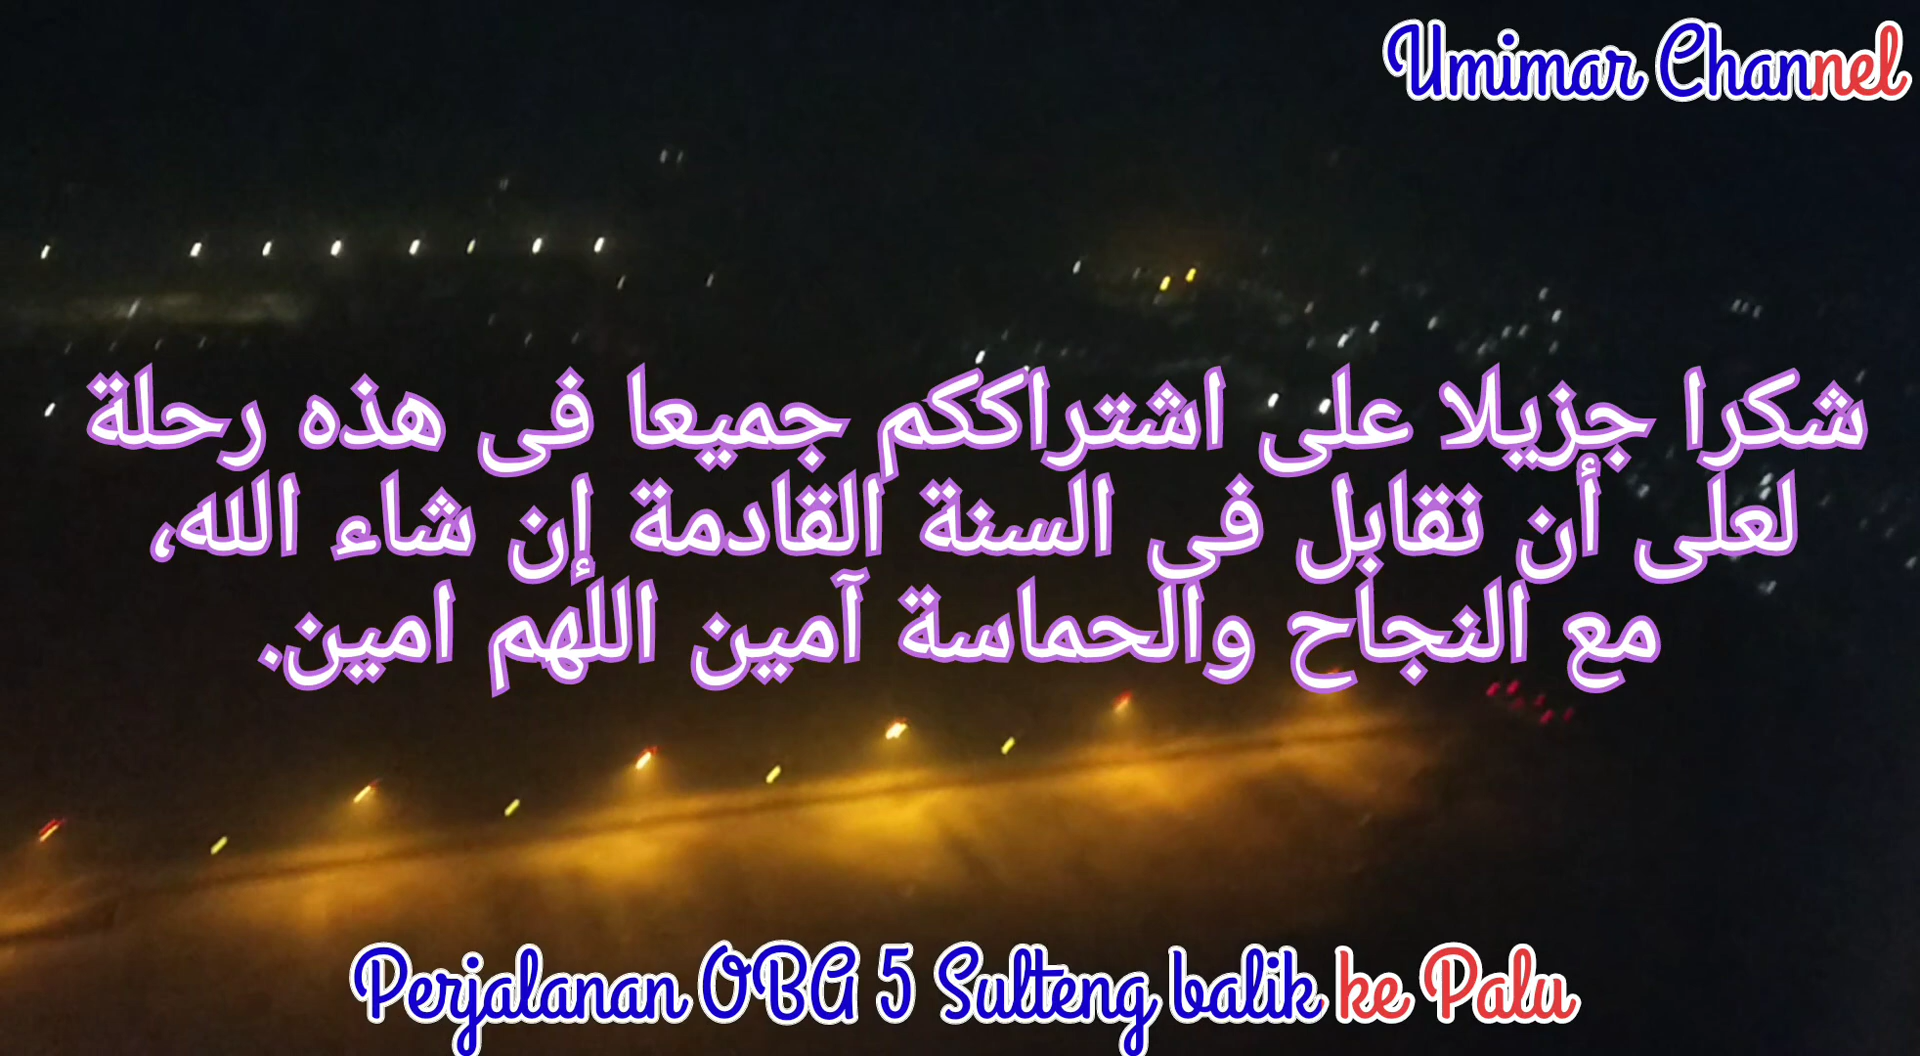 Umimar Channel
شكرا جزيلا على اشتراككم جميعا فى هذه رحلة
لعلى أن نقابل فى السنة القادمة إن شاء الله،
مع النجاح والحماسة آمين اللهم امين.
Perjalanan OBA 5 Sulteng balik ke Palu